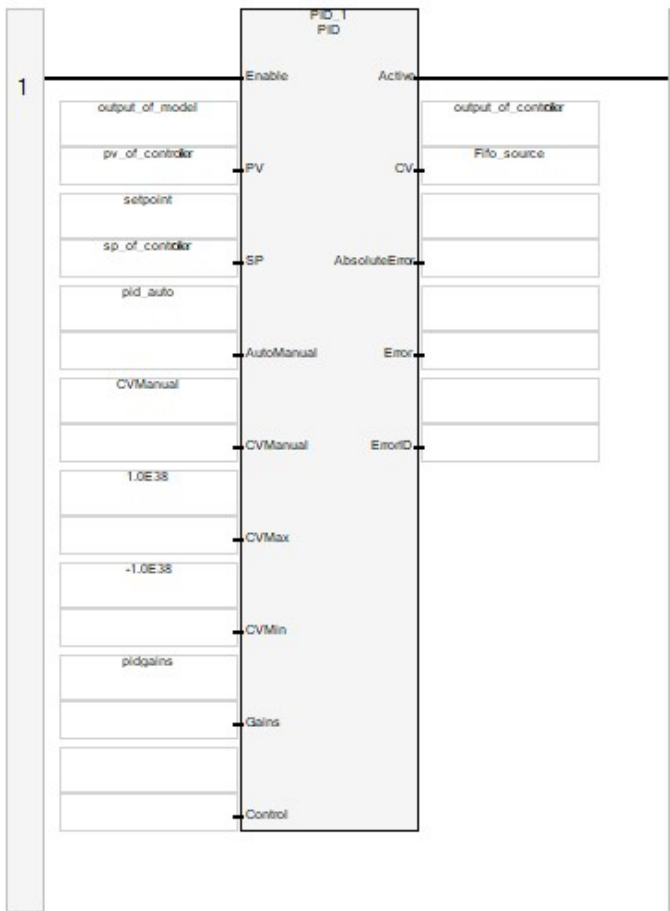 PID_1
PID
1
Enable
Active
output_of_model
output_of_controller
pv_of_controller
PV
CV
Fifo_source
setpoint
sp_of_controller
SP
AbsoluteError
pid_auto
AutoManual
Error
CVManual
CVManual
ErrorID
1.0E38
CVMax
-1.0E38
CVMin
pidgains
Gains
Control